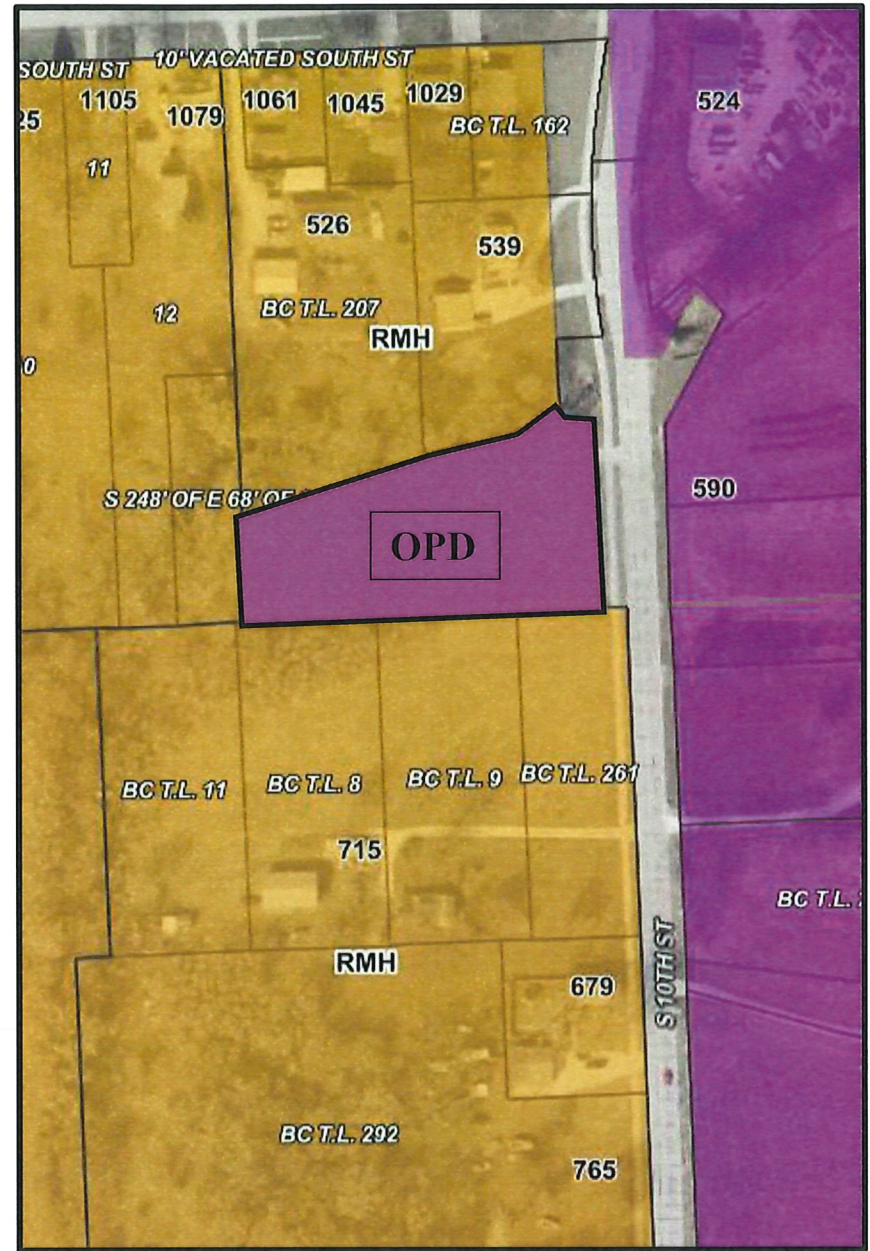 SOUTH ST
10' VACATED SOUTH ST
25
1105
1079
1061
1045
1029
BC T.L. 162
524
11
526
539
12
BC T.L. 207
RMH
0
S 248' OF E 68' OF
590
OPD
BC T.L. 11
BC T.L. 8
BC T.L. 9
BC T.L. 261
715
BC T.L.
S 10TH ST
RMH
679
BC T.L. 292
765